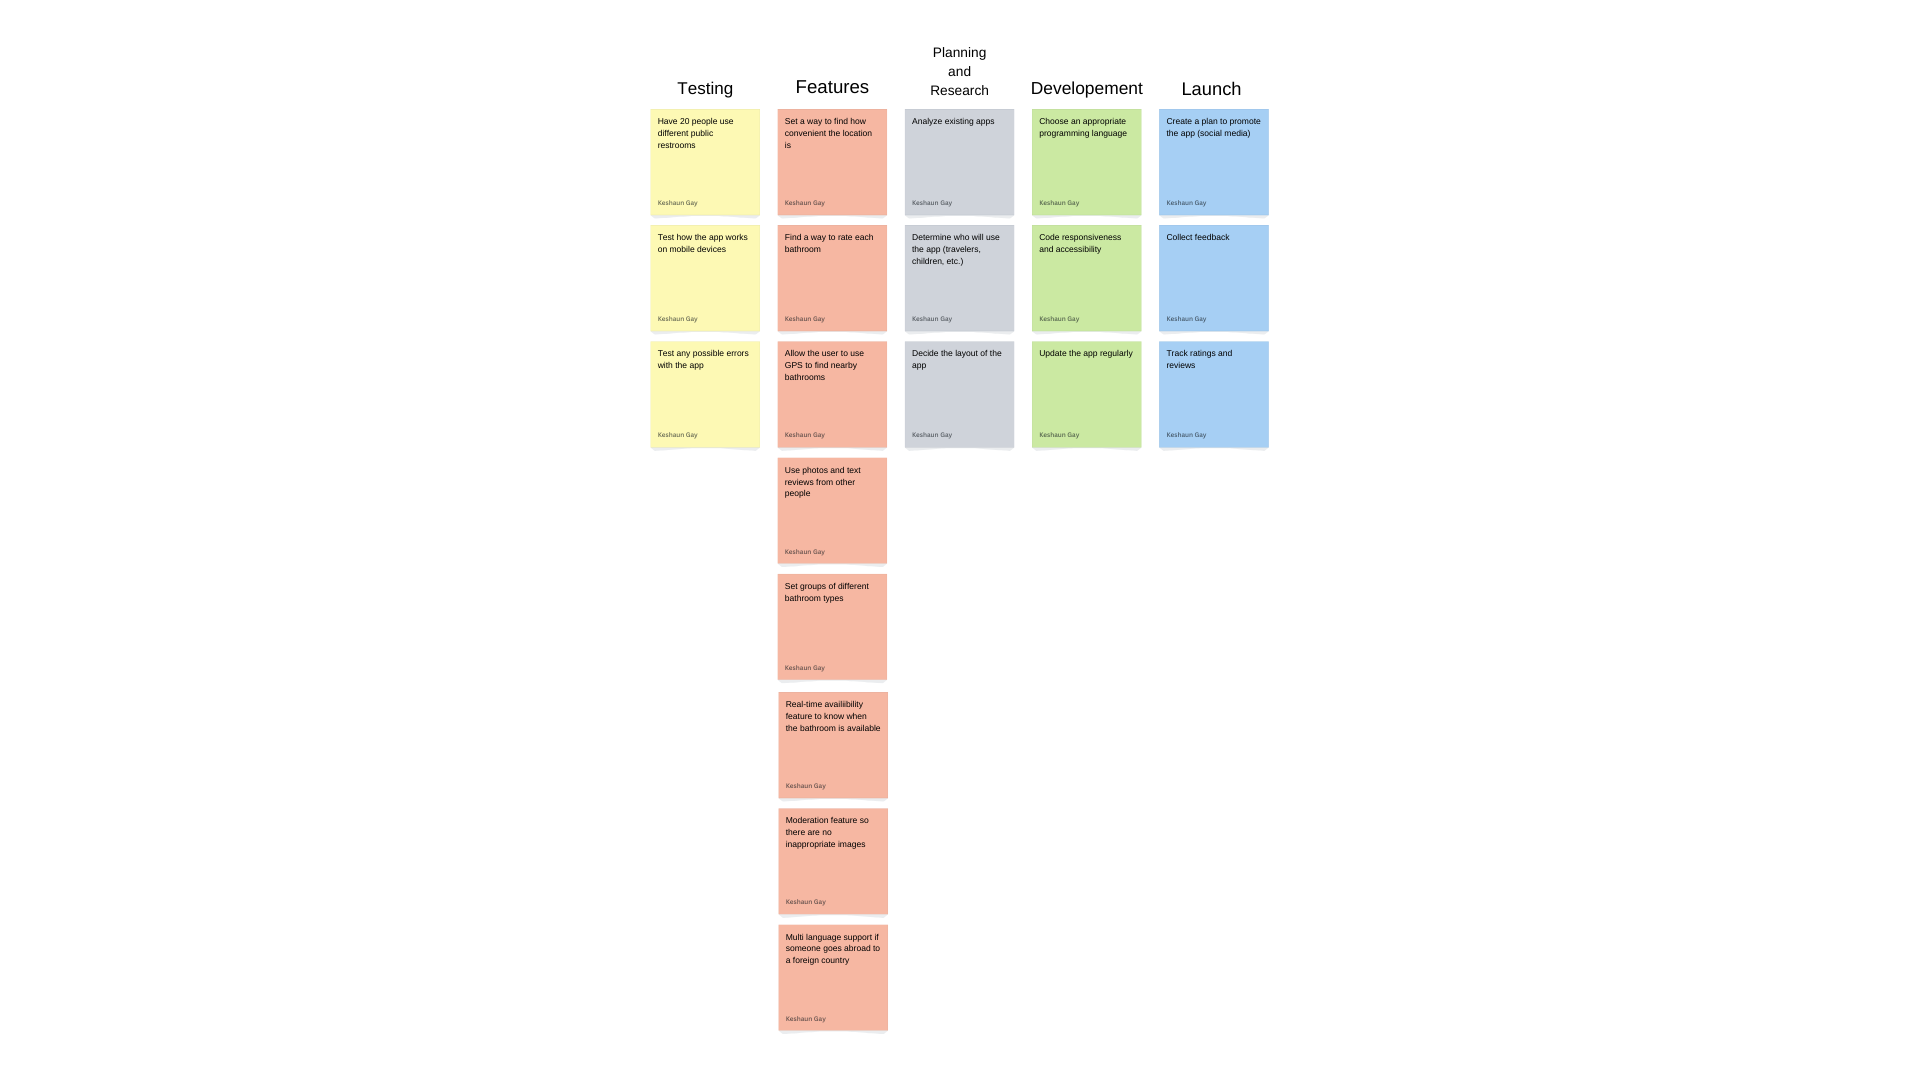 Testing
Have 20 people use
different public
restrooms
Keshaun Gay
Test how the app works
on mobile devices
Keshaun Gay
Test any possible errors
with the app
Keshaun Gay
Features
Set a way to find how
convenient the location
is
Keshaun Gay
Find a way to rate each
bathroom
Keshaun Gay
Allow the user to use
GPS to find nearby
bathrooms
Keshaun Gay
Use photos and text
reviews from other
people
Keshaun Gay
Set groups of different
bathroom types
Keshaun Gay
Real-time availiibility
feature to know when
the bathroom is available
Keshaun Gay
Moderation feature so
there are no
inappropriate images
Keshaun Gay
Multi language support if
someone goes abroad to
a foreign country
Keshaun Gay
Planning
and
Research
Analyze existing apps
Keshaun Gay
Determine who will use
the app (travelers,
children, etc.)
Keshaun Gay
Decide the layout of the
app
Keshaun Gay
Developement
Choose an appropriate
programming language
Keshaun Gay
Code responsiveness
and accessibility
Keshaun Gay
Update the app regularly
Keshaun Gay
Launch
Create a plan to promote
the app (social media)
Keshaun Gay
Collect feedback
Keshaun Gay
Track ratings and
reviews
Keshaun Gay